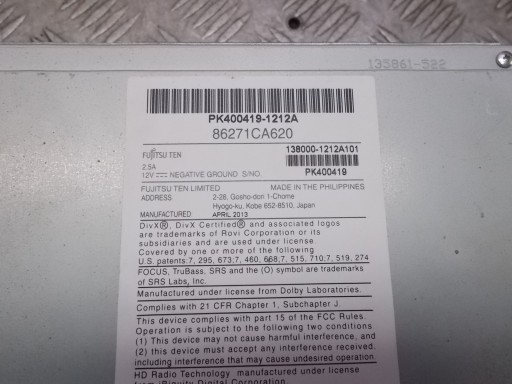 135861-522
PK400419-1212A
86271CA620
138000-1212A101
FUJITSU TEN
2.5A
12V NEGATIVE GROUND S/NO
PK400419
FUJITSU TEN LIMITED MADE IN THE PHILIPPINES
ADDRESS 2-28, Gosho-dori 1-Chome
Hyogo-ku, Kobe 652-8510, Japan
MANUFACTURED APRIL 2013
DivX®, DivX Certified® and associated logos
are trademarks of Rovi Corporation or its
subsidiaries and are used under license.
Covered by one or more of the following
U.S. patents:7, 295, 673;7, 460, 668;7, 515, 710;7, 519, 274
FOCUS, TruBass, SRS and the (O) symbol are trademarks
of SRS Labs, Inc.
Manufactured under license from Dolby Laboratories.
Complies with 21 CFR Chapter 1, Subchapter J.
This device complies with part 15 of the FCC Rules.
Operation is subject to the following two conditions
(1) This device may not cause harmful interference, and
(2) this device must accept any interference received,
including interference that may cause undesired operation.
HD Radio Technology manufactured under license
from iBiquity Digital Corporation